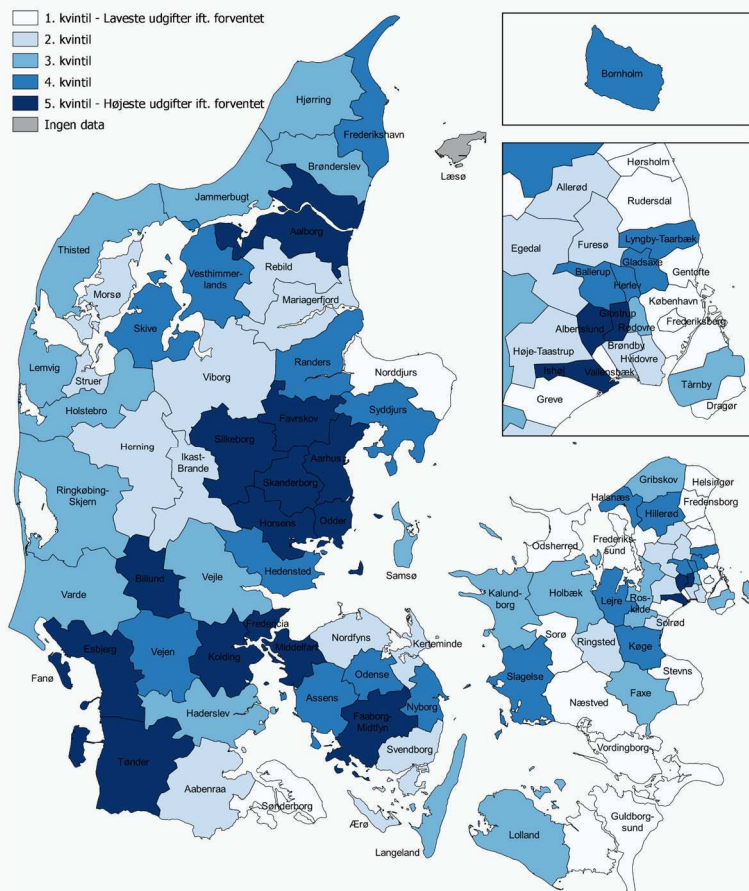 1. kvintil - Laveste udgifter ift. forventet
2. kvintil
3. kvintil
4. kvintil
5. kvintil - Højeste udgifter ift. forventet
Ingen data
Hjørring
Frederikshavn
Brønderslev
Læsø
Jammerbugt
Aalborg
Thisted
Vesthimmer-
lands
Rebild
Morsø
Mariagerfjord
Skive
Lemvig
Struer
Viborg
Randers
Norddjurs
Holstebro
Syddjurs
Favrskov
Silkeborg
Herning
Ikast-
Brande
Aarhus
Skanderborg
Ringkøbing-
Skjern
Horsens
Odder
Samsø
Hedensted
Billund
Vejle
Varde
Fredericia
Esbjerg
Vejen
Kolding
Middelfart
Nordfyns
Kerteminde
Fanø
Odense
Assens
Nyborg
Haderslev
Faaborg-
Midtfyn
Svendborg
Tønder
Aabenraa
Sønderborg
Ærø
Langeland
Bornholm
Hørsholm
Allerød
Rudersdal
Egedal
Furesø
Lyngby-Taarbæk
Gladsaxe
Ballerup
Gentofte
Herlev
København
Glostrup
Frederiksberg
Albertslund
Rødovre
Brøndby
Høje-Taastrup
Hvidovre
Ishøj
Vallensbæk
Tårnby
Greve
Dragør
Gribskov
Helsingør
Halsnæs
Fredensborg
Hillerød
Odsherred
Frederiks-
sund
Kalund-
borg
Holbæk
Lejre
Ros-
kilde
Solrød
Sorø
Ringsted
Køge
Stevns
Slagelse
Næstved
Faxe
Vordingborg
Lolland
Guldborg-
sund